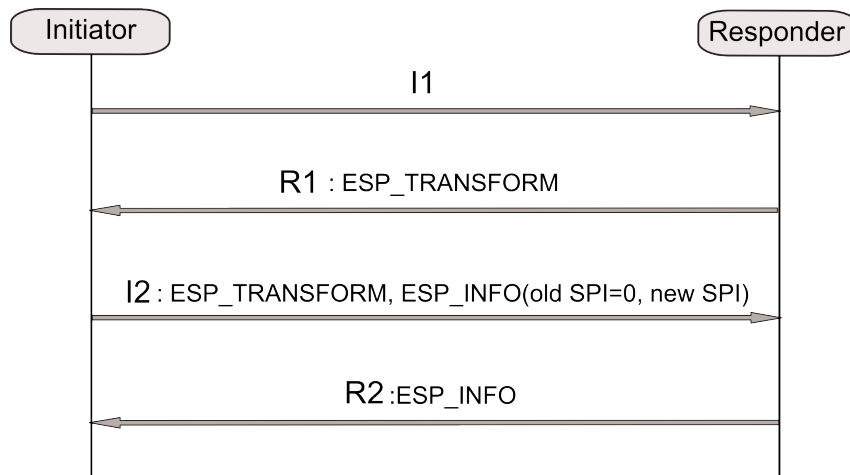 Initiator
Responder
I1
R1 : ESP_TRANSFORM
I2 : ESP_TRANSFORM, ESP_INFO(old SPI=0, new SPI)
R2 :ESP_INFO